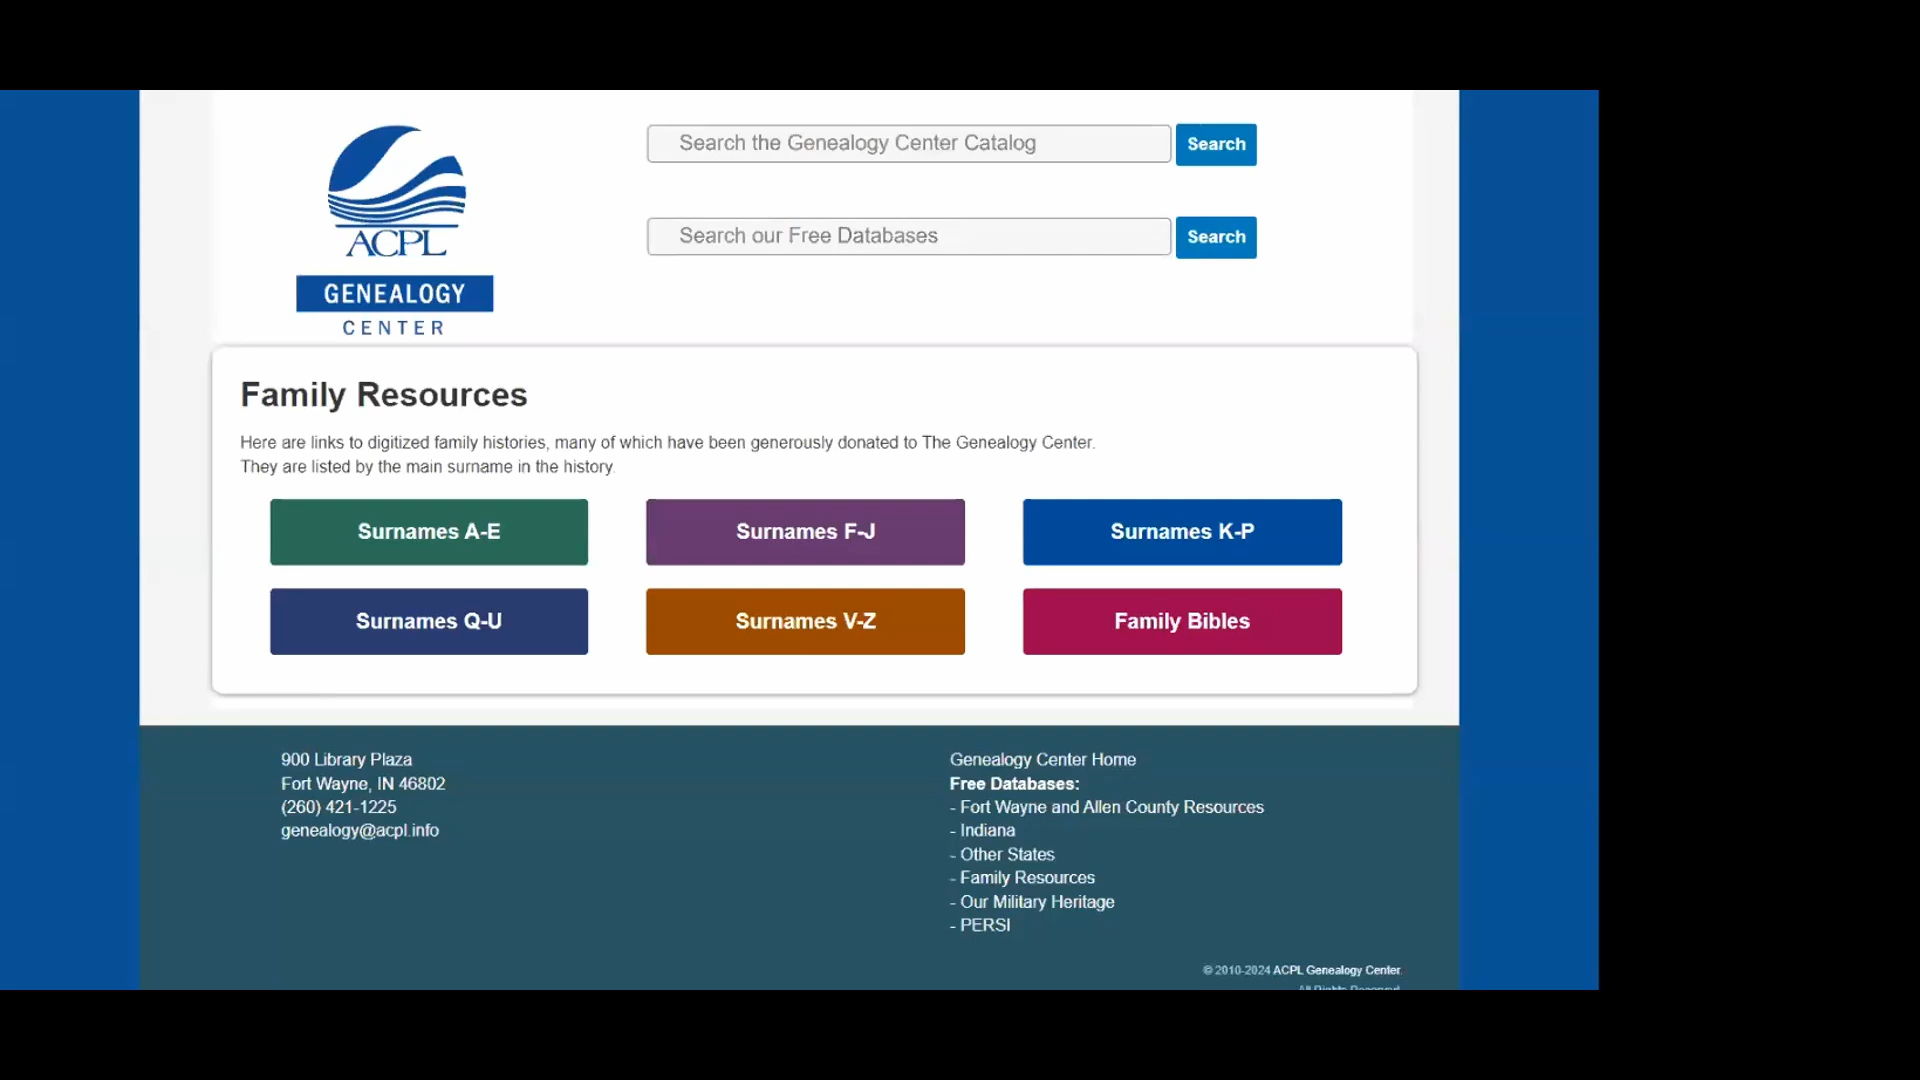 Search the Genealogy Center Catalog
Search
ACPL
Search our Free Databases
Search
GENEALOGY
CENTER
Family Resources
Here are links to digitized family histories, many of which have been generously donated to The Genealogy Center.
They are listed by the main surname in the history.
Surnames A-E
Surnames F-J
Surnames K-P
Surnames Q-U
Surnames V-Z
Family Bibles
900 Library Plaza
Fort Wayne, IN 46802
(260) 421-1225
genealogy@acpl.info
Genealogy Center Home
Free Databases:
- Fort Wayne and Allen County Resources
- Indiana
- Other States
- Family Resources
- Our Military Heritage
- PERSI
© 2010-2024 ACPL Genealogy Center.
All Rights Reserved.